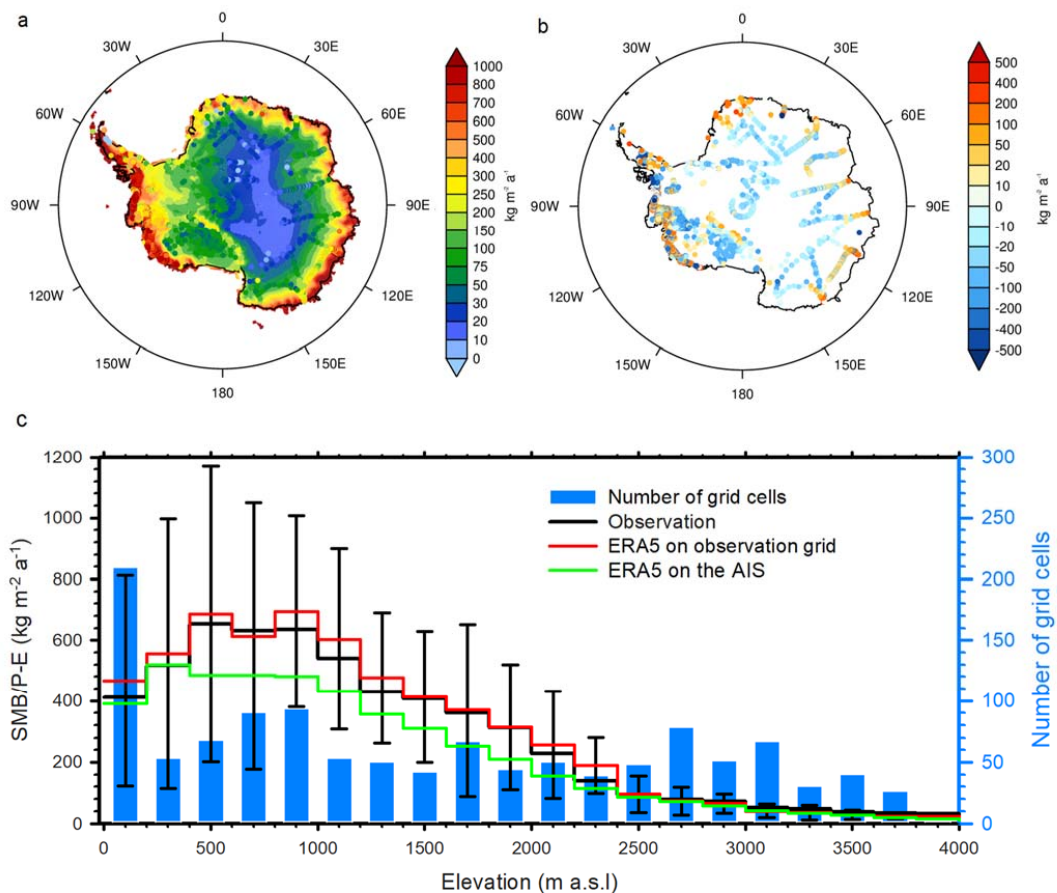 a
b
0
30W
30E
60W
60E
90W
90E
120W
120E
150W
150E
180
1000
800
700
600
500
400
300
250
200
150
100
75
50
30
20
10
0
kg m⁻² a⁻¹
0
30W
30E
60W
60E
90W
90E
120W
120E
150W
150E
180
500
400
200
100
50
20
10
0
-10
-20
-50
-100
-200
-400
-500
kg m⁻² a⁻¹
c
SMB/P-E (kg m⁻² a⁻¹)
1200
1000
800
600
400
200
0
Number of grid cells
Observation
ERA5 on observation grid
ERA5 on the AIS
300
250
200
150
100
50
0
Number of grid cells
0 500 1000 1500 2000 2500 3000 3500 4000
Elevation (m a.s.l)